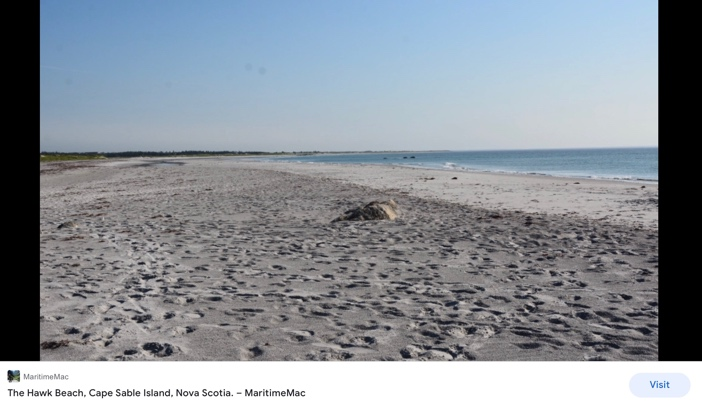 MaritimeMac
The Hawk Beach, Cape Sable Island, Nova Scotia. – MaritimeMac
Visit